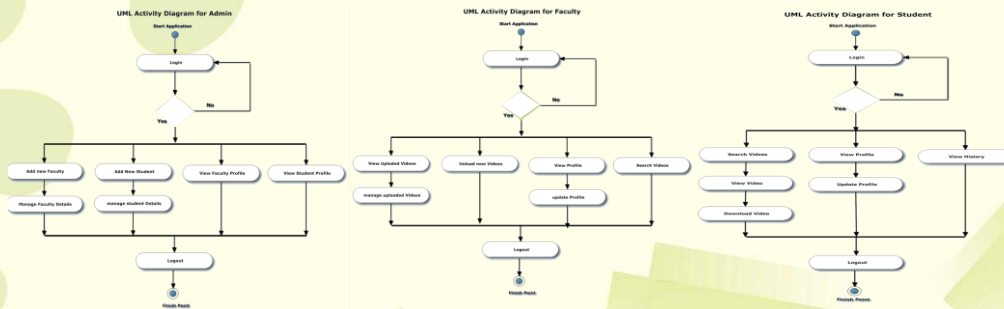 UML Activity Diagram for Admin
Start Application
Login
No
Yes
Add new Faculty
Add New Student
View Faculty Profile
View Student Profile
Manage Faculty Details
manage student Details
Logout
Finish Point
UML Activity Diagram for Faculty
Start Application
Login
No
Yes
View Uploded Videos
Upload new Videos
View Profile
Search Videos
manage uploaded Videos
update Profile
Logout
Finish Point
UML Activity Diagram for Student
Start Application
Login
No
Yes
Search Videos
View Profile
View History
View Video
Update Profile
Download Video
Logout
Finish Point